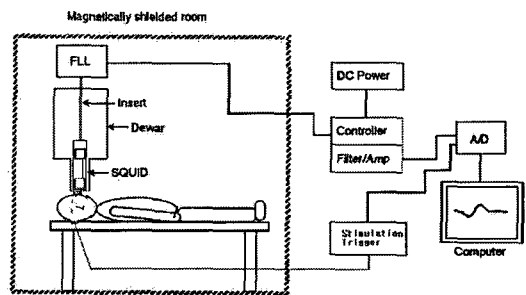 Magnetically shielded room
FLL
Insert
Dewar
SQUID
DC Power
Controller
Filter/Amp
A/D
Stimulation
Trigger
Computer